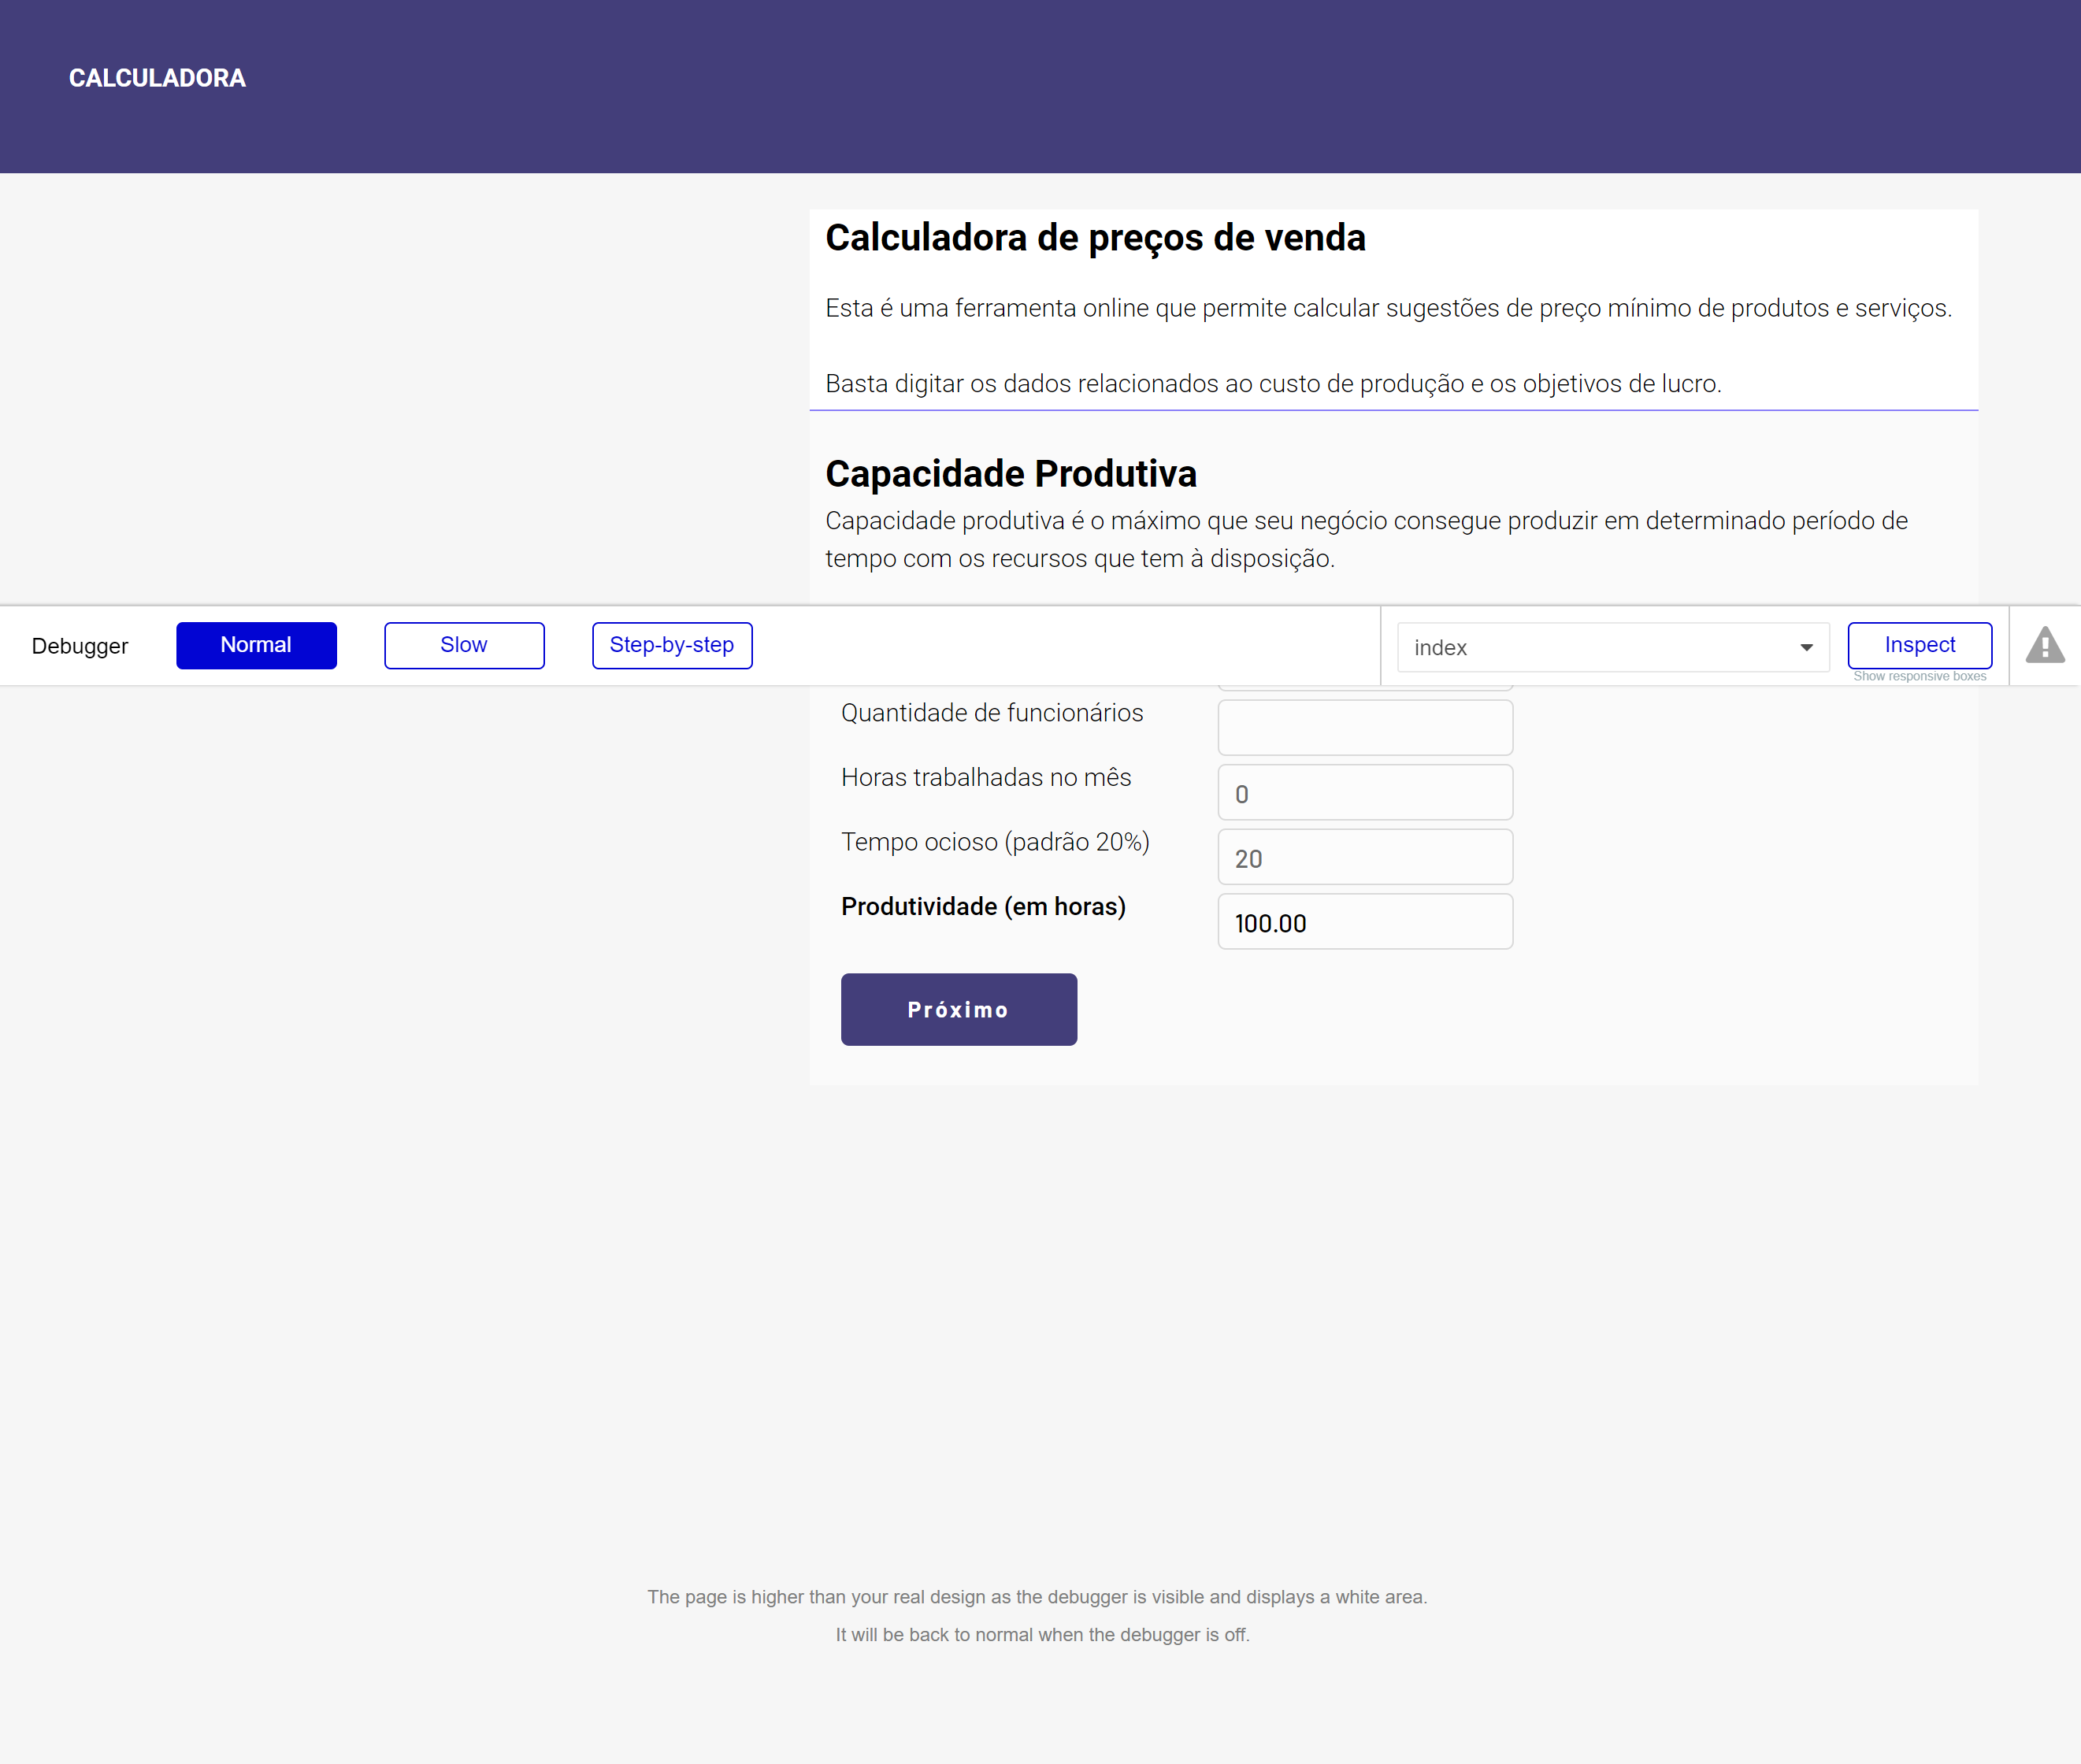 CALCULADORA
Calculadora de preços de venda
Esta é uma ferramenta online que permite calcular sugestões de preço mínimo de produtos e serviços.
Basta digitar os dados relacionados ao custo de produção e os objetivos de lucro.
Capacidade Produtiva
Capacidade produtiva é o máximo que seu negócio consegue produzir em determinado período de
tempo com os recursos que tem à disposição.
Debugger Normal Slow Step-by-step index Inspect
Show responsive boxes
Quantidade de funcionários
Horas trabalhadas no mês 0
Tempo ocioso (padrão 20%) 20
Produtividade (em horas) 100.00
Próximo
The page is higher than your real design as the debugger is visible and displays a white area.
It will be back to normal when the debugger is off.